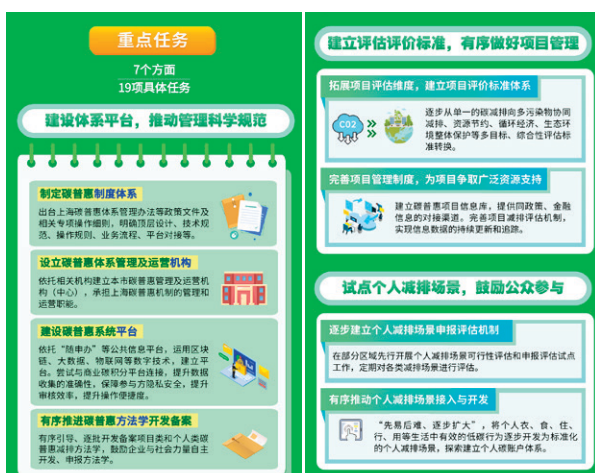 重点任务
7个方面
19项具体任务
建设体系平台，推动管理科学规范
制定碳普惠制度体系
出台上海碳普惠体系管理办法等政策文件及
相关专项操作细则，明确顶层设计、技术规
范、操作规则、业务流程、平台对接等。
设立碳普惠体系管理及运营机构
依托相关机构建立本市碳普惠管理及运营机
构（中心），承担上海碳普惠机制的管理和
运营职能。
建设碳普惠系统平台
依托“随申办”等公共信息平台，运用区块
链、大数据、物联网等数字技术，建立平
台。尝试与商业碳积分平台连接，提升数据
收集的准确性，保障参与方隐私安全，提升
审核效率，提升操作便捷度。
有序推进碳普惠方法学开发备案
有序引导、逐批开发备案项目类和个人类碳
普惠减排方法学，鼓励企业与社会力量自主
开发、申报方法学。
建立评估评价标准，有序做好项目管理
拓展项目评估维度，建立项目评价标准体系
CO2
逐步从单一的碳减排向多污染物协同
减排、资源节约、循环经济、生态环
境整体保护等多目标、综合性评估标
准转换。
完善项目管理制度，为项目争取广泛资源支持
建立碳普惠项目信息库，提供同政策、金融
信息的对接渠道。完善项目减排评估机制，
实现信息数据的持续更新和追踪。
试点个人减排场景，鼓励公众参与
逐步建立个人减排场景申报评估机制
在部分区域先行开展个人减排场景可行性评估和申报评估试点
工作，定期对各类减排场景进行评估。
有序推动个人减排场景接入与开发
“先易后难、逐步扩大”，将个人衣、食、住、
行、用等生活中有效的低碳行为逐步开发为标准化
的个人减排场景，探索建立个人碳账户体系。